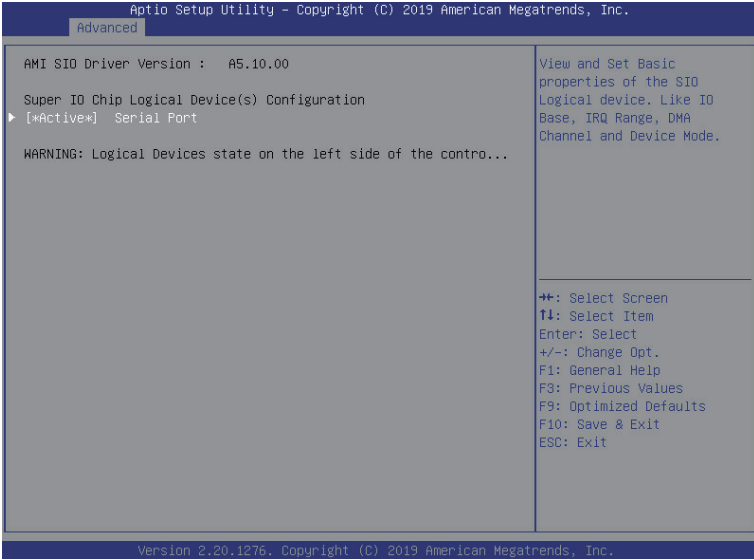 Aptio Setup Utility – Copyright (C) 2019 American Megatrends, Inc.
Advanced
AMI SIO Driver Version : A5.10.00
Super IO Chip Logical Device(s) Configuration
[*Active*] Serial Port
WARNING: Logical Devices state on the left side of the contro...
View and Set Basic
properties of the SIO
Logical device. Like IO
Base, IRQ Range, DMA
Channel and Device Mode.
→←: Select Screen
↑↓: Select Item
Enter: Select
+/-: Change Opt.
F1: General Help
F3: Previous Values
F9: Optimized Defaults
F10: Save & Exit
ESC: Exit
Version 2.20.1276. Copyright (C) 2019 American Megatrends, Inc.